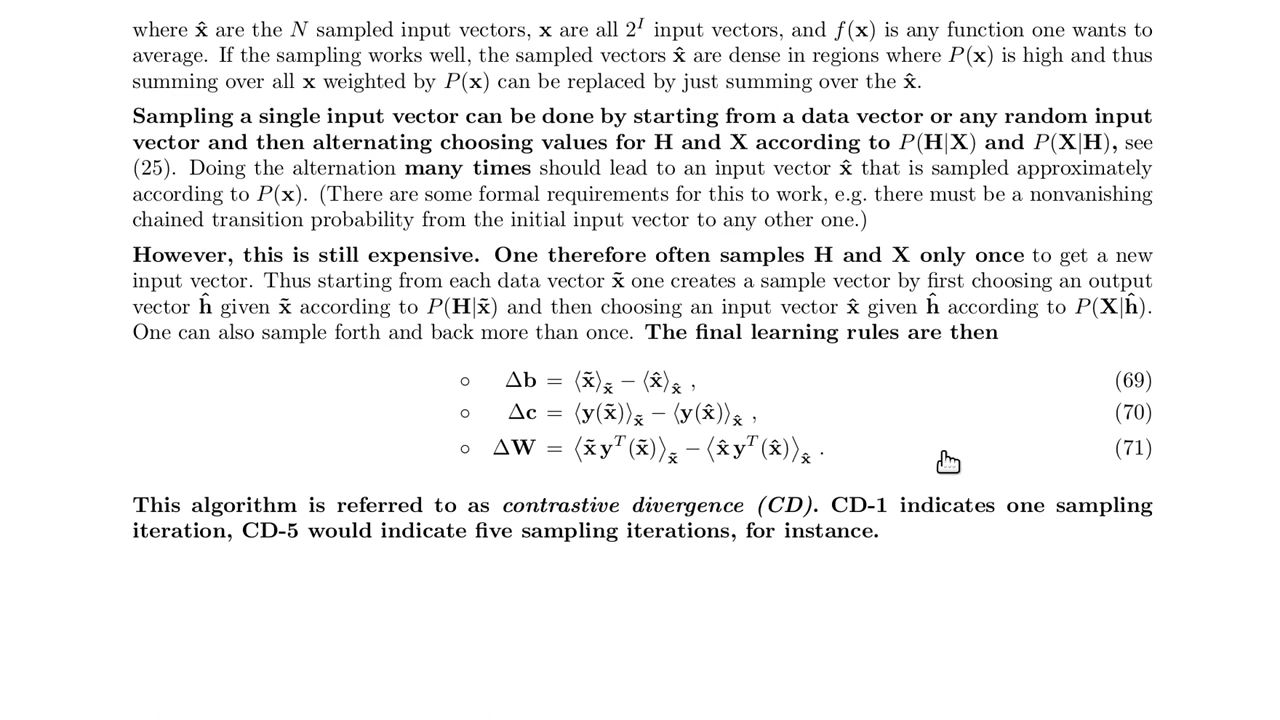 where x̂ are the N sampled input vectors, x are all 2^I input vectors, and f(x) is any function one wants to
average. If the sampling works well, the sampled vectors x̂ are dense in regions where P(x) is high and thus
summing over all x weighted by P(x) can be replaced by just summing over the x̂.
Sampling a single input vector can be done by starting from a data vector or any random input
vector and then alternating choosing values for H and X according to P(H|X) and P(X|H), see
(25). Doing the alternation many times should lead to an input vector x̂ that is sampled approximately
according to P(x). (There are some formal requirements for this to work, e.g. there must be a nonvanishing
chained transition probability from the initial input vector to any other one.)
However, this is still expensive. One therefore often samples H and X only once to get a new
input vector. Thus starting from each data vector x̃ one creates a sample vector by first choosing an output
vector ĥ given x̃ according to P(H|x̃) and then choosing an input vector x̂ given ĥ according to P(X|ĥ).
One can also sample forth and back more than once. The final learning rules are then
◦ Δb = ⟨x̃⟩_x̃ − ⟨x̂⟩_x̂ , (69)
◦ Δc = ⟨y(x̃)⟩_x̃ − ⟨y(x̂)⟩_x̂ , (70)
◦ ΔW = ⟨x̃ y^T(x̃)⟩_x̃ − ⟨x̂ y^T(x̂)⟩_x̂ . (71)
This algorithm is referred to as contrastive divergence (CD). CD-1 indicates one sampling
iteration, CD-5 would indicate five sampling iterations, for instance.